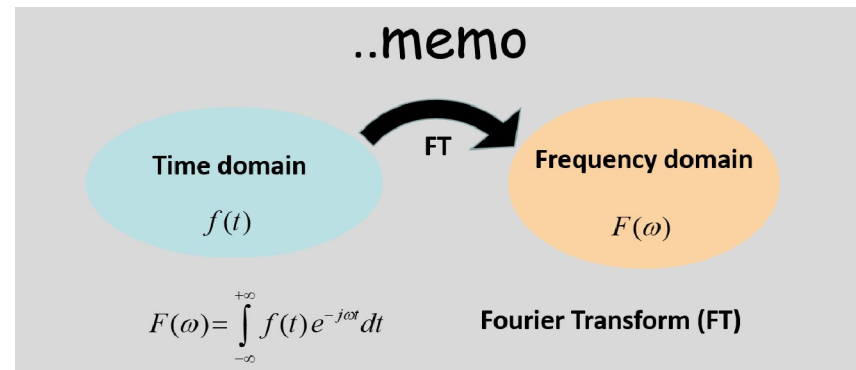 ..memo
FT
Time domain
f(t)
Frequency domain
F(ω)
F(ω)= ∫_{-∞}^{+∞} f(t)e^{-jωt}dt
Fourier Transform (FT)